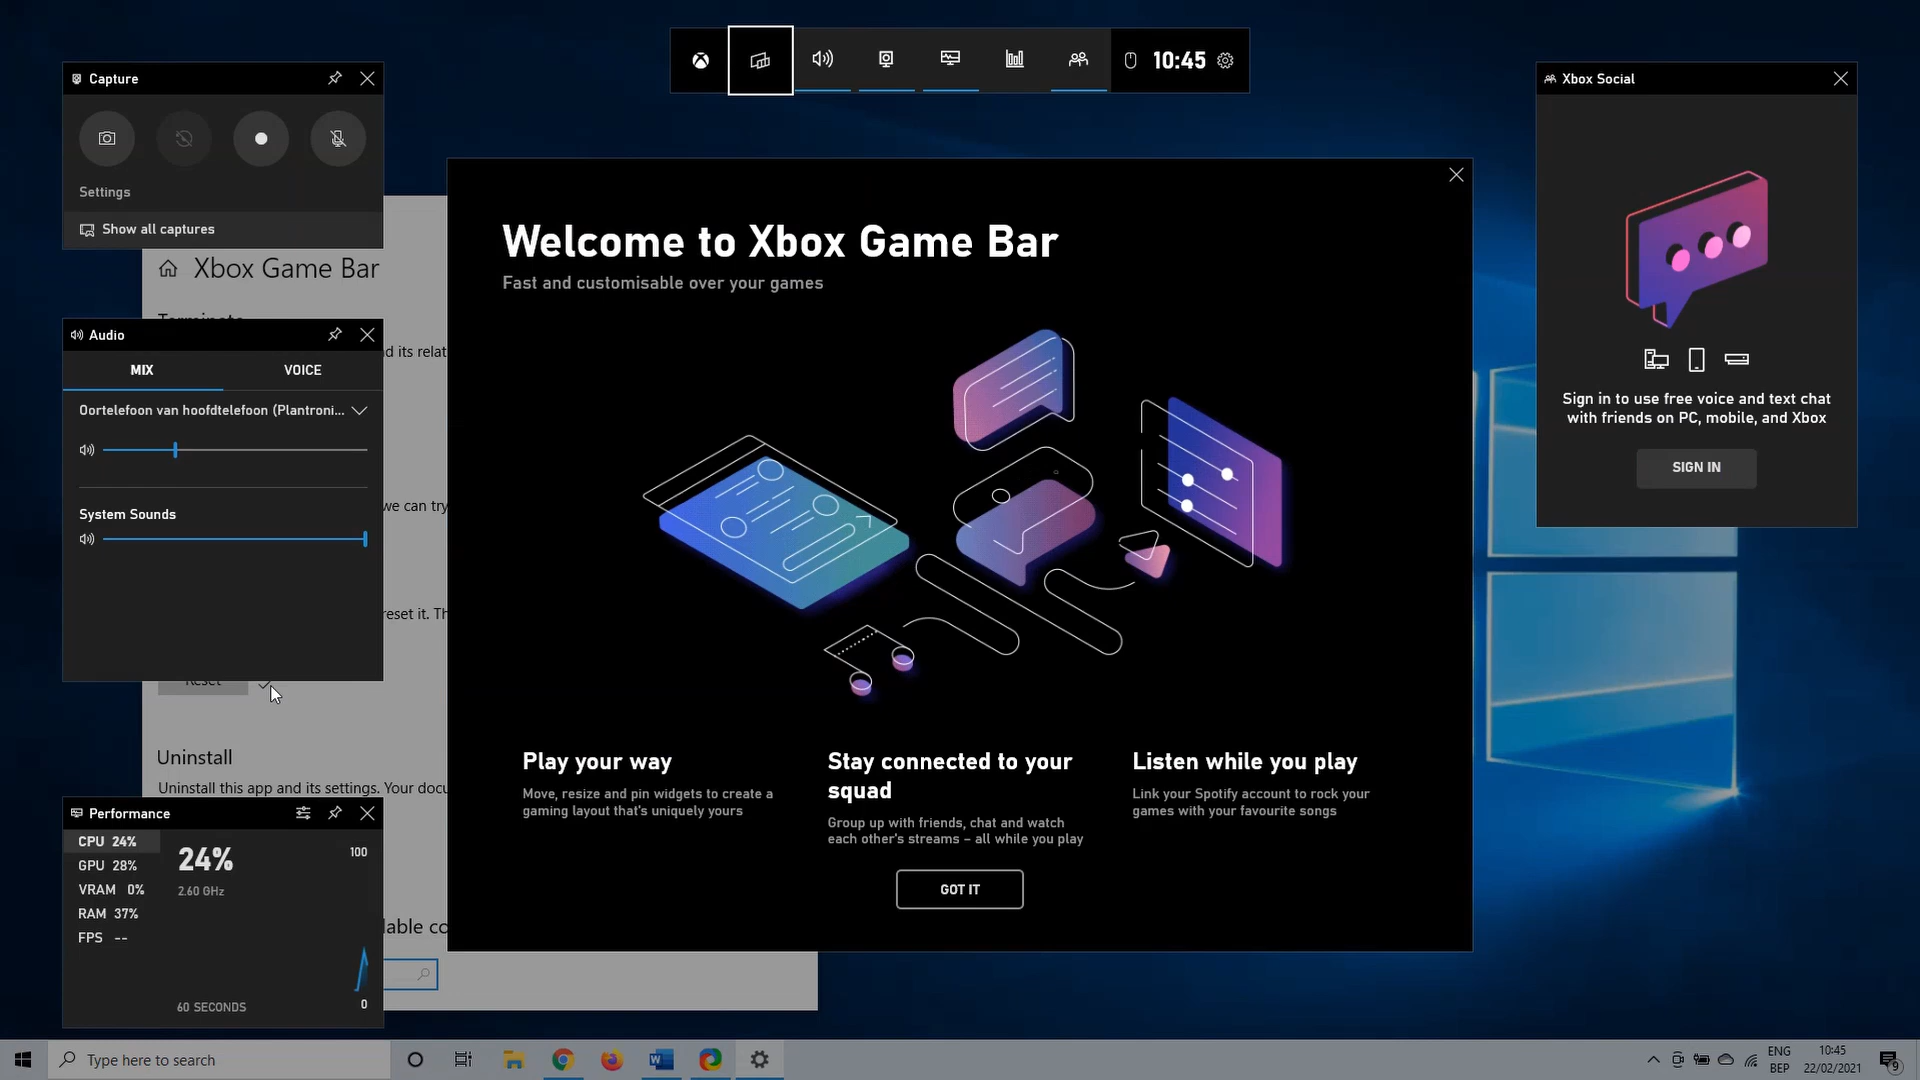 10:45
Capture
Settings
Show all captures
Xbox Game Bar
Audio
d its relat
MIX
VOICE
Oortelefoon van hoofdtelefoon (Plantroni...
we can try
System Sounds
reset it. Th
Uninstall
Uninstall this app and its settings. Your docu
Performance
CPU 24%
GPU 28%
VRAM 0%
RAM 37%
FPS --
24%
2.60 GHz
100
lable co
60 SECONDS
0
Welcome to Xbox Game Bar
Fast and customisable over your games
Play your way
Move, resize and pin widgets to create a
gaming layout that's uniquely yours
Stay connected to your
squad
Group up with friends, chat and watch
each other's streams – all while you play
Listen while you play
Link your Spotify account to rock your
games with your favourite songs
GOT IT
Xbox Social
Sign in to use free voice and text chat
with friends on PC, mobile, and Xbox
SIGN IN
Type here to search
ENG
BEP
10:45
22/02/2021
9